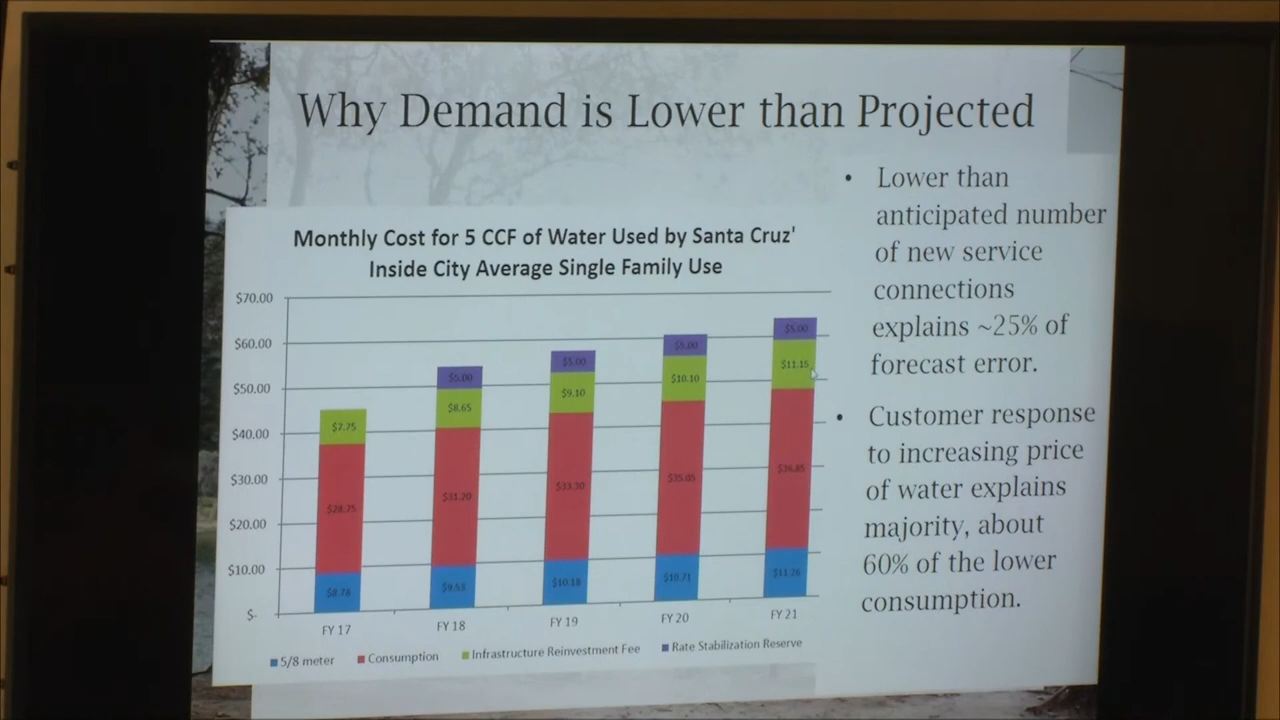 Why Demand is Lower than Projected
Monthly Cost for 5 CCF of Water Used by Santa Cruz'
Inside City Average Single Family Use
$70.00
$60.00
$50.00
$40.00
$30.00
$20.00
$10.00
$-
$7.75
$28.75
$8.78
$5.00
$8.65
$31.20
$9.53
$5.00
$9.10
$33.30
$10.18
$5.00
$10.10
$35.05
$10.71
$5.00
$11.15
$36.85
$11.26
FY 17
FY 18
FY 19
FY 20
FY 21
5/8 meter
Consumption
Infrastructure Reinvestment Fee
Rate Stabilization Reserve
• Lower than
anticipated number
of new service
connections
explains ~25% of
forecast error.
• Customer response
to increasing price
of water explains
majority, about
60% of the lower
consumption.